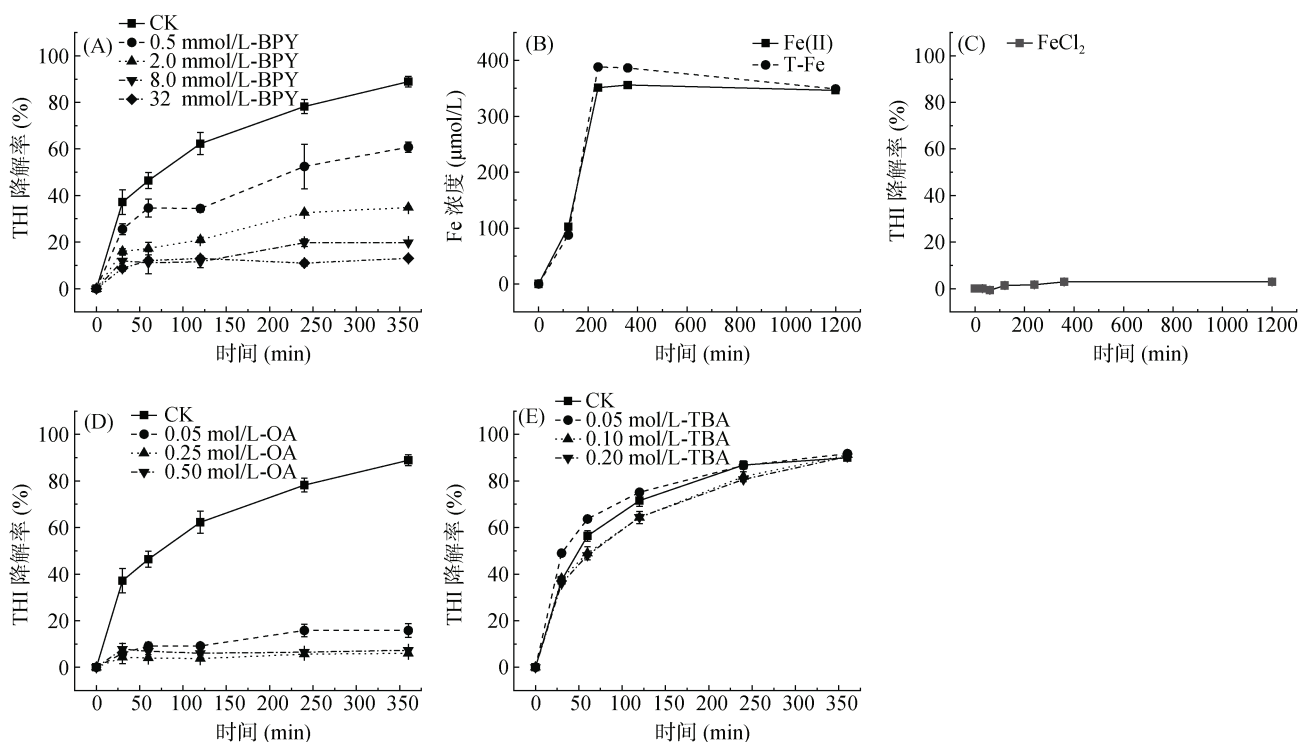 (A)
CK
0.5 mmol/L-BPY
2.0 mmol/L-BPY
8.0 mmol/L-BPY
32 mmol/L-BPY
THI 降解率 (%)
100
80
60
40
20
0
0 50 100 150 200 250 300 350
时间 (min)
(B)
Fe(II)
T-Fe
Fe 浓度 (μmol/L)
400
300
200
100
0
0 200 400 600 800 1000 1200
时间 (min)
(C)
FeCl2
THI 降解率 (%)
100
80
60
40
20
0
0 200 400 600 800 1000 1200
时间 (min)
(D)
CK
0.05 mol/L-OA
0.25 mol/L-OA
0.50 mol/L-OA
THI 降解率 (%)
100
80
60
40
20
0
0 50 100 150 200 250 300 350
时间 (min)
(E)
CK
0.05 mol/L-TBA
0.10 mol/L-TBA
0.20 mol/L-TBA
THI 降解率 (%)
100
80
60
40
20
0
0 50 100 150 200 250 300 350
时间 (min)